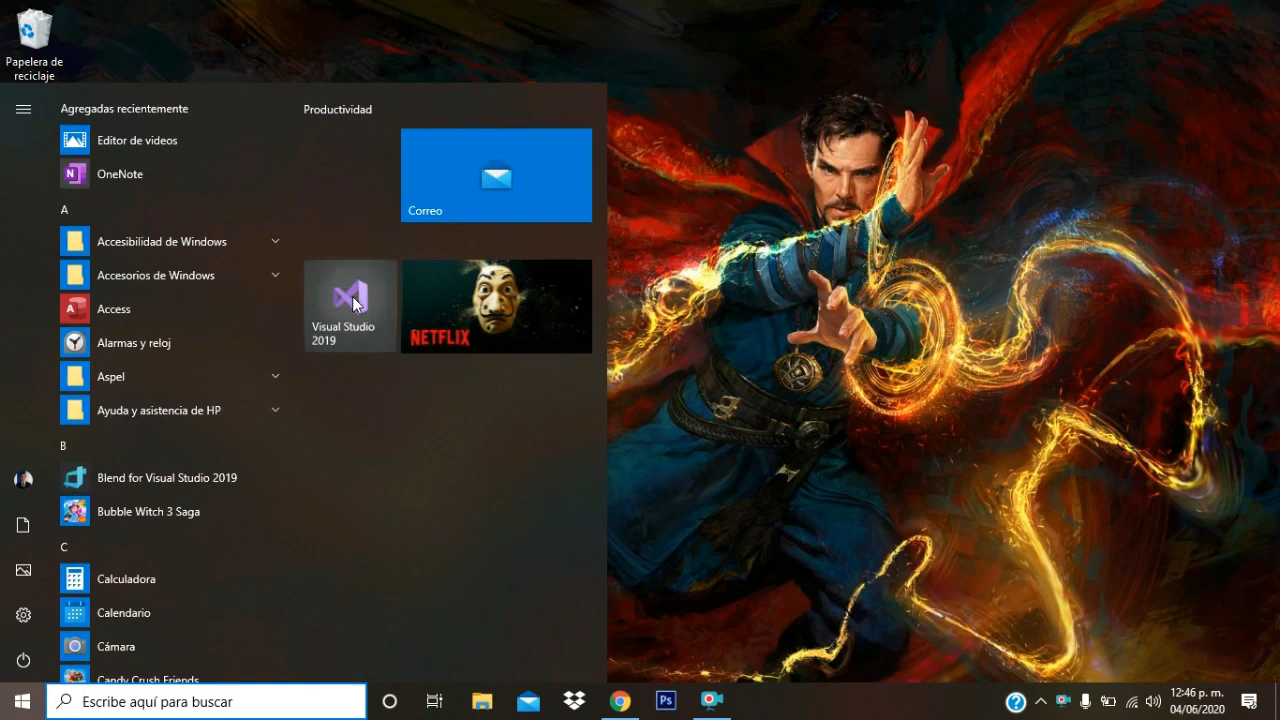 Papelera de
reciclaje
Agregadas recientemente
Productividad
Editor de videos
OneNote
Correo
A
Accesibilidad de Windows
Accesorios de Windows
Access
Alarmas y reloj
Aspel
Ayuda y asistencia de HP
Visual Studio
2019
NETFLIX
B
Blend for Visual Studio 2019
Bubble Witch 3 Saga
C
Calculadora
Calendario
Cámara
Candy Crush Friends
Escribe aquí para buscar
Ps
12:46 p. m.
04/06/2020